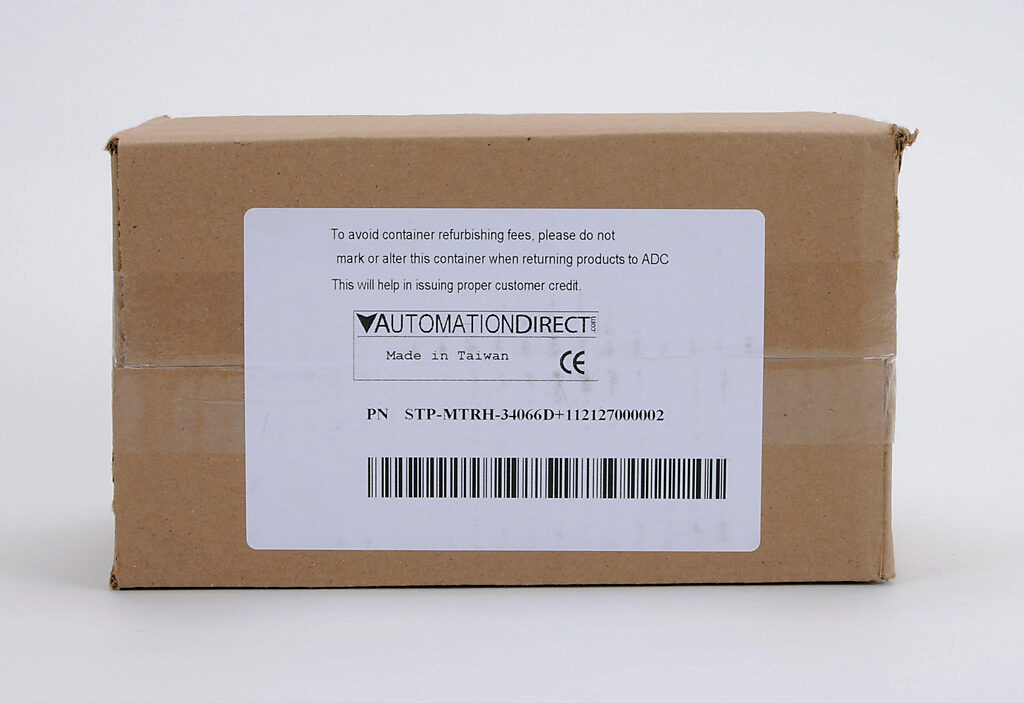 To avoid container refurbishing fees, please do not
mark or alter this container when returning products to ADC
This will help in issuing proper customer credit.
AUTOMATIONDIRECT.com
Made in Taiwan CE
PN STP-MTRH-34066D+112127000002